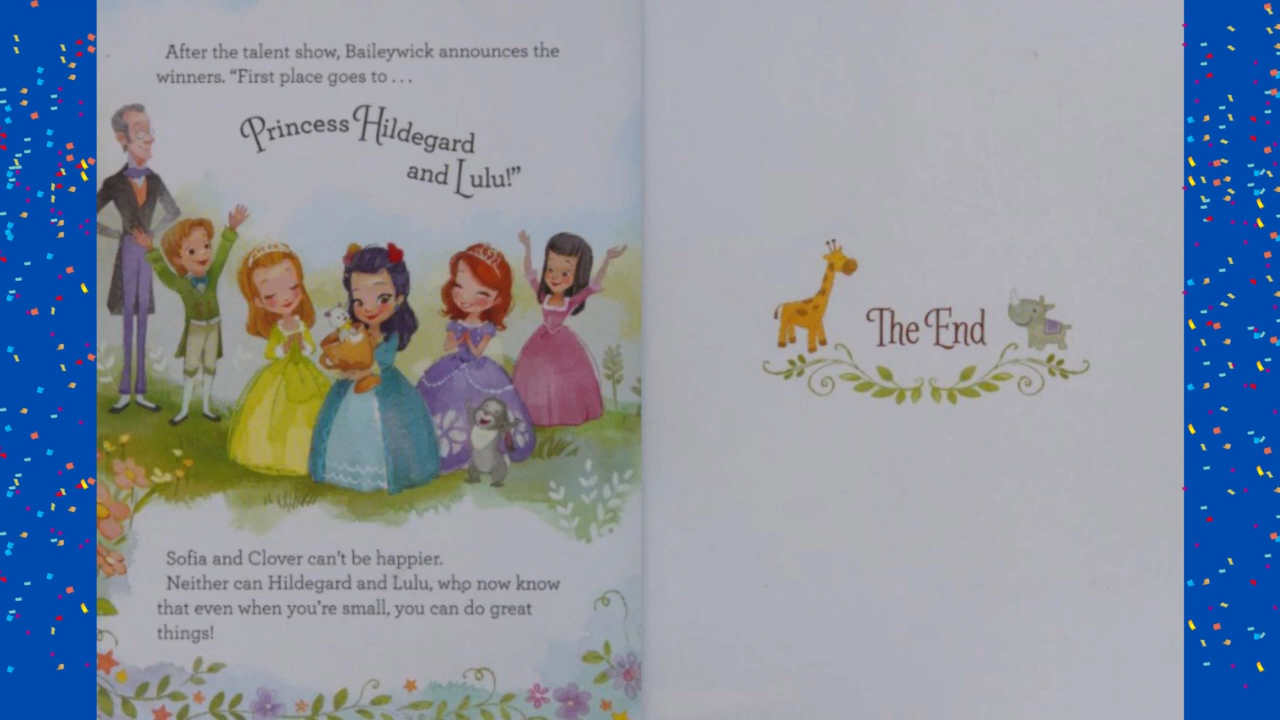 After the talent show, Baileywick announces the
winners. “First place goes to . . .
Princess Hildegard
and Lulu!”
Sofia and Clover can’t be happier.
Neither can Hildegard and Lulu, who now know
that even when you’re small, you can do great
things!
The End